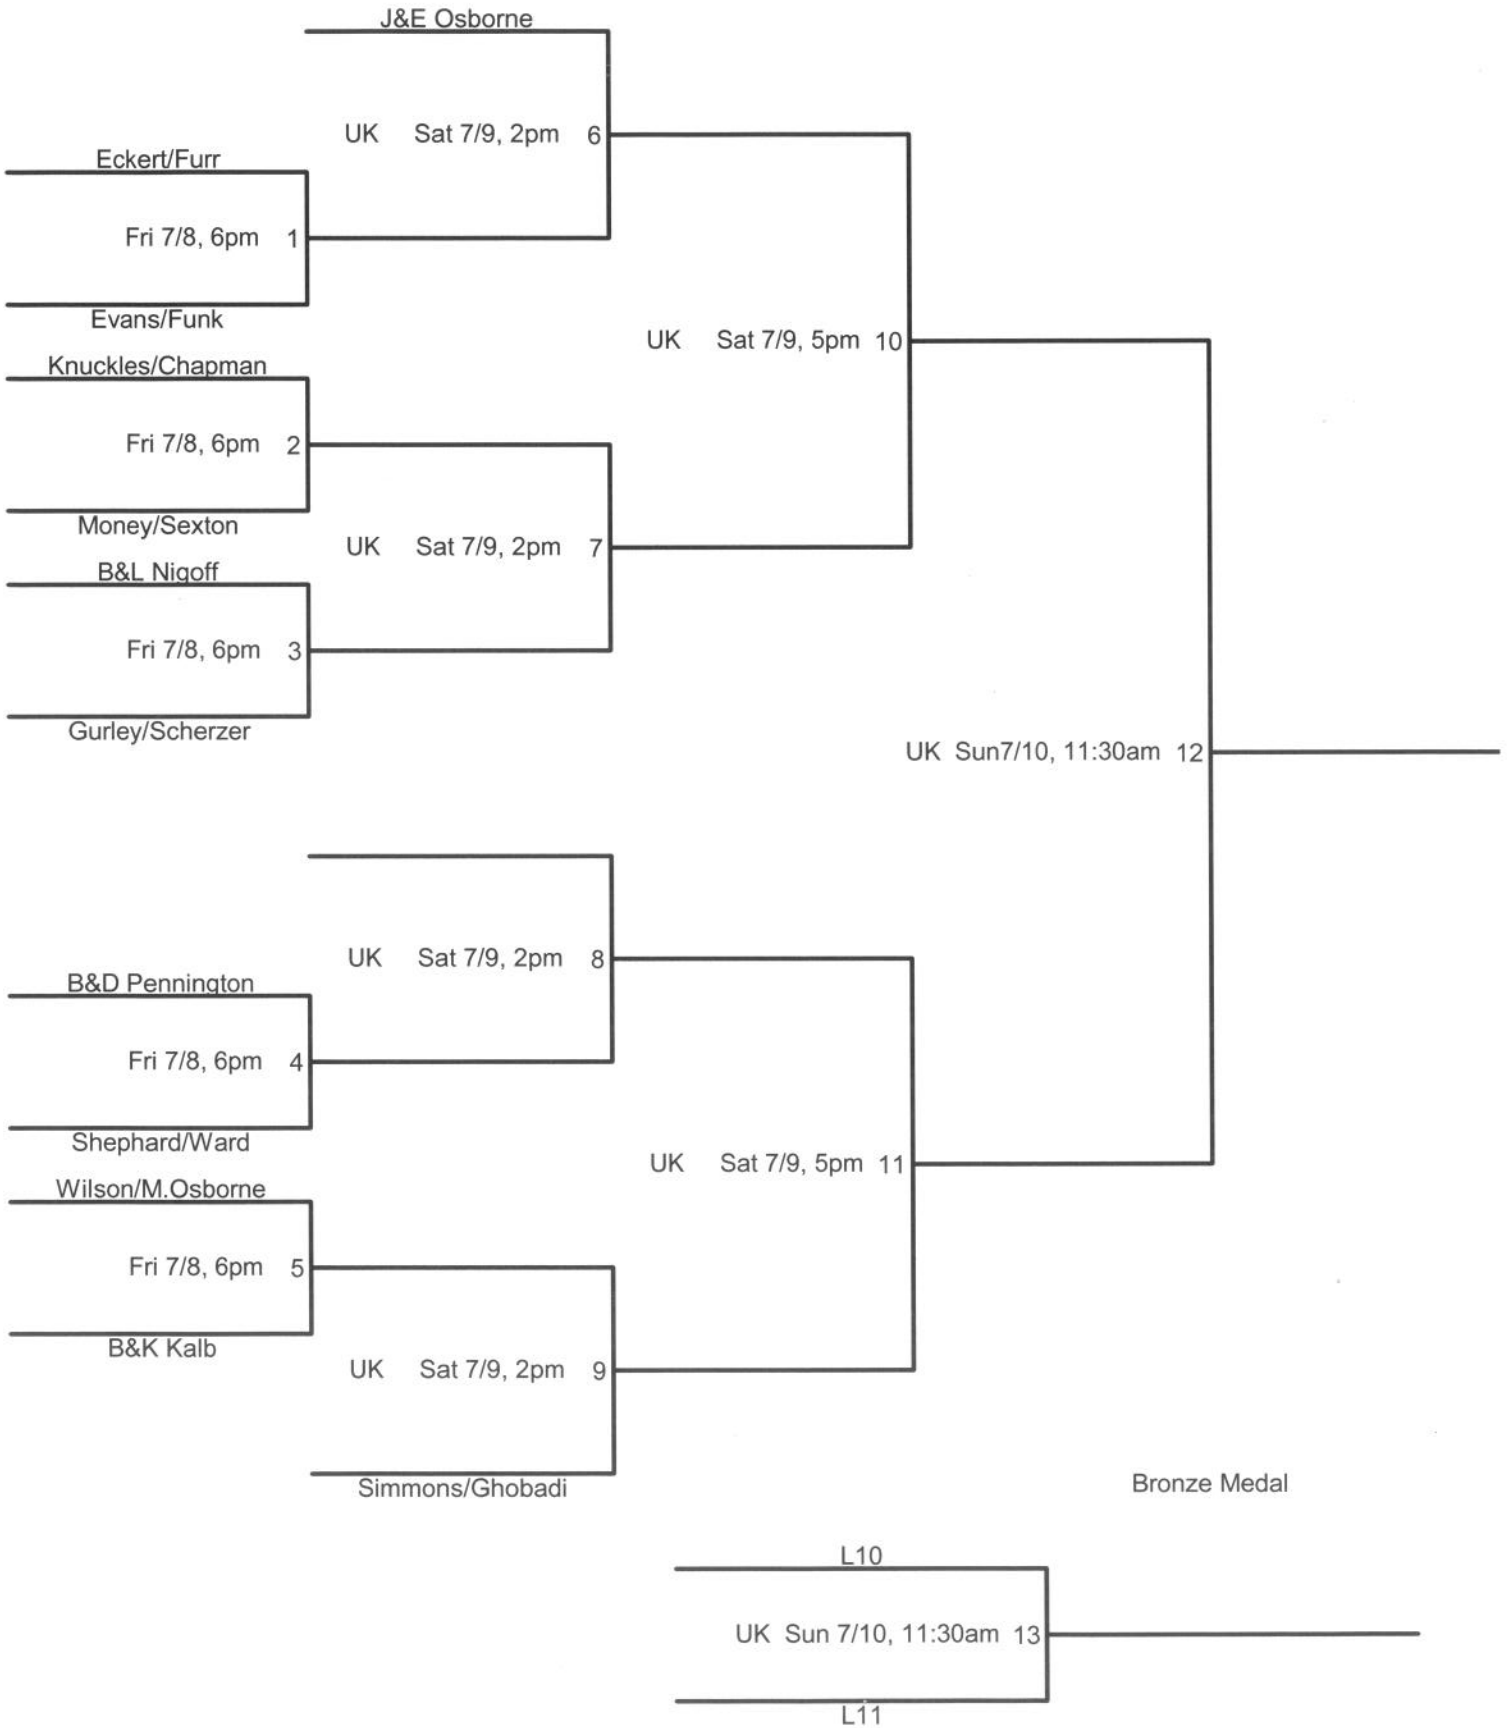 J&E Osborne
UK Sat 7/9, 2pm 6
Eckert/Furr
Fri 7/8, 6pm 1
Evans/Funk
UK Sat 7/9, 5pm 10
Knuckles/Chapman
Fri 7/8, 6pm 2
Money/Sexton
UK Sat 7/9, 2pm 7
B&L Nigoff
Fri 7/8, 6pm 3
Gurley/Scherzer
UK Sun7/10, 11:30am 12
UK Sat 7/9, 2pm 8
B&D Pennington
Fri 7/8, 6pm 4
Shephard/Ward
UK Sat 7/9, 5pm 11
Wilson/M.Osborne
Fri 7/8, 6pm 5
B&K Kalb
UK Sat 7/9, 2pm 9
Simmons/Ghobadi
Bronze Medal
L10
UK Sun 7/10, 11:30am 13
L11